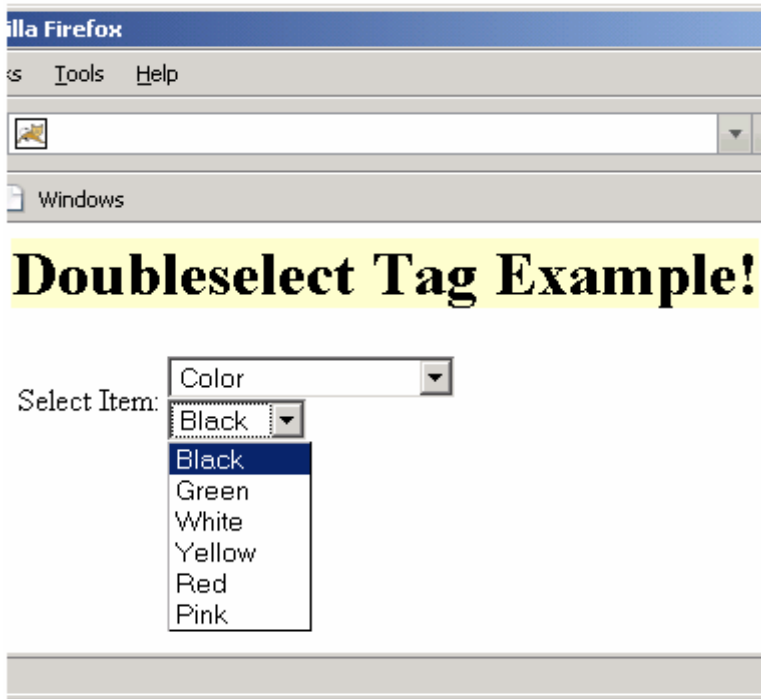 illa Firefox
ks Tools Help
Windows
Doubleselect Tag Example!
Select Item:
Color
Black
Black
Green
White
Yellow
Red
Pink